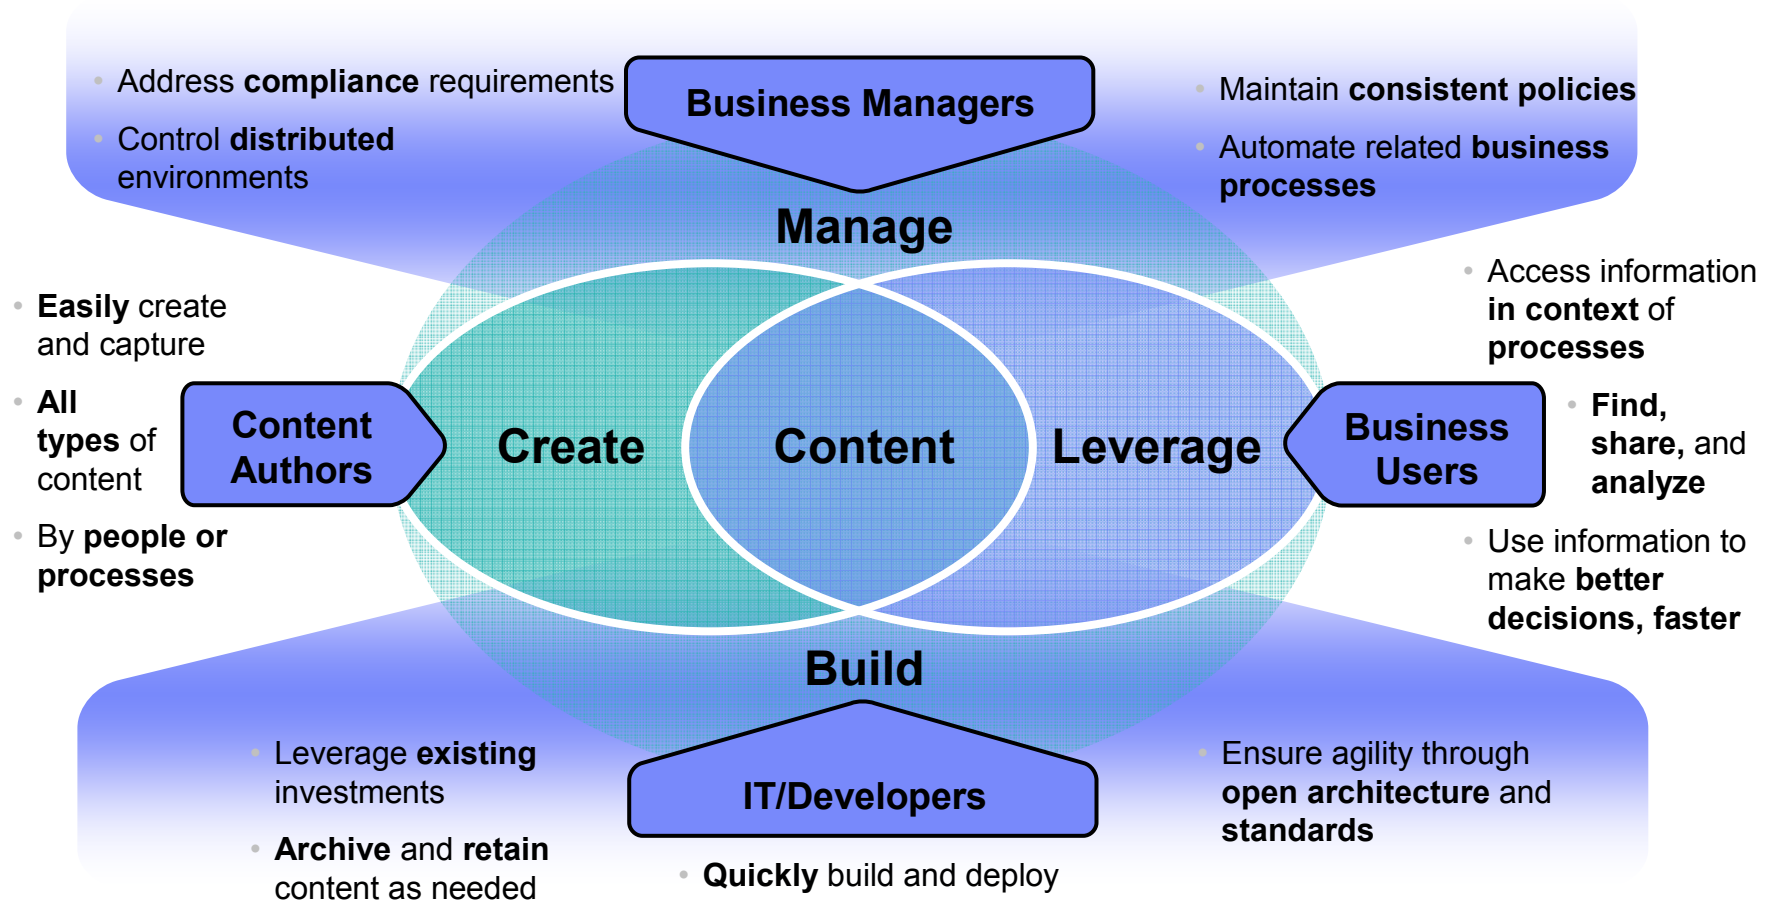 • Address compliance requirements
• Control distributed
environments
Business Managers
• Maintain consistent policies
• Automate related business
processes
Manage
• Easily create
and capture
• All
types of
content
• By people or
processes
Content
Authors
Create
Content
Leverage
Business
Users
• Access information
in context of
processes
• Find,
share, and
analyze
• Use information to
make better
decisions, faster
Build
• Leverage existing
investments
• Archive and retain
content as needed
IT/Developers
• Quickly build and deploy
• Ensure agility through
open architecture and
standards